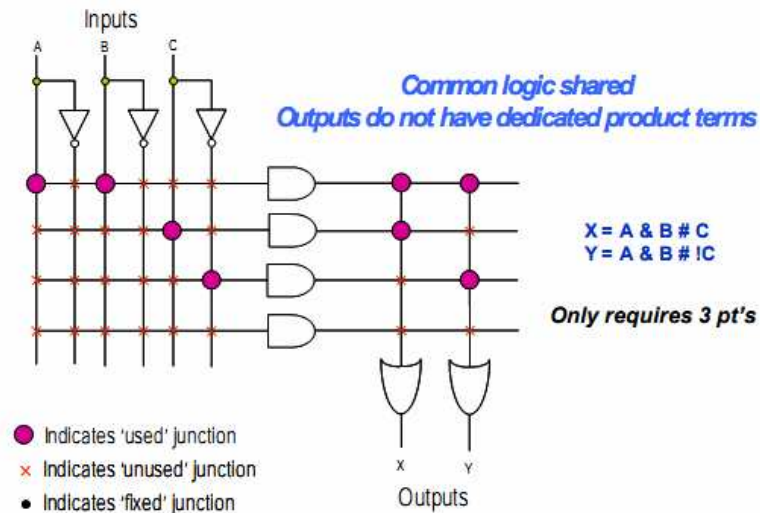 Inputs
A B C
Common logic shared
Outputs do not have dedicated product terms
X = A & B # C
Y = A & B # !C
Only requires 3 pt's
Indicates 'used' junction
Indicates 'unused' junction
Indicates 'fixed' junction
X Y
Outputs